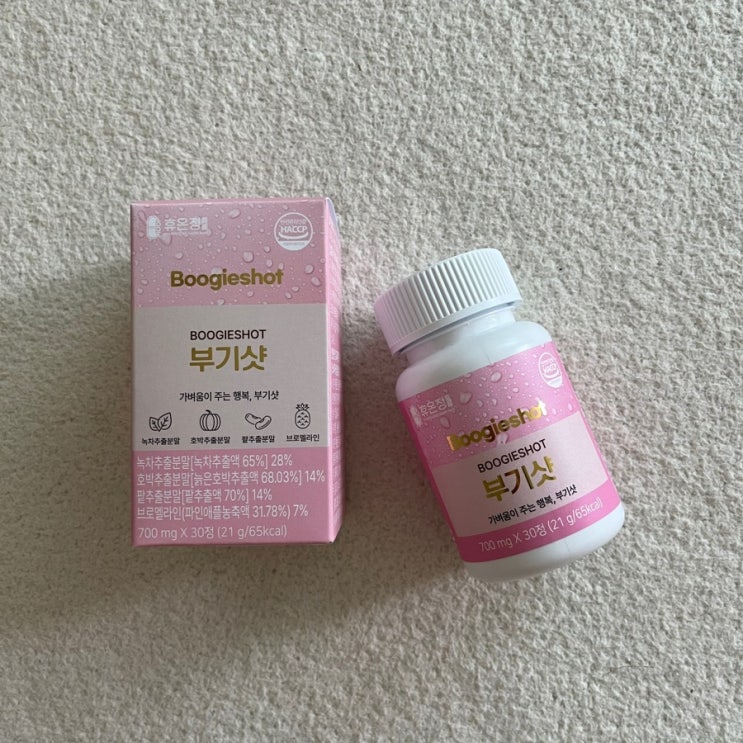 휴온정
HACCP
Boogieshot
BOOGIESHOT
부기샷
가벼움이 주는 행복, 부기샷
녹차추출분말 호박추출분말 팥추출분말 브로멜라인
녹차추출분말[녹차추출액 65%] 28%
호박추출분말[늙은호박추출액 68.03%] 14%
팥추출분말[팥추출액 70%] 14%
브로멜라인(파인애플농축액 31.78%) 7%
700 mg X 30정 (21 g/65kcal)
휴온정
HACCP
Boogieshot
BOOGIESHOT
부기샷
가벼움이 주는 행복, 부기샷
700 mg X 30정 (21 g/65kcal)